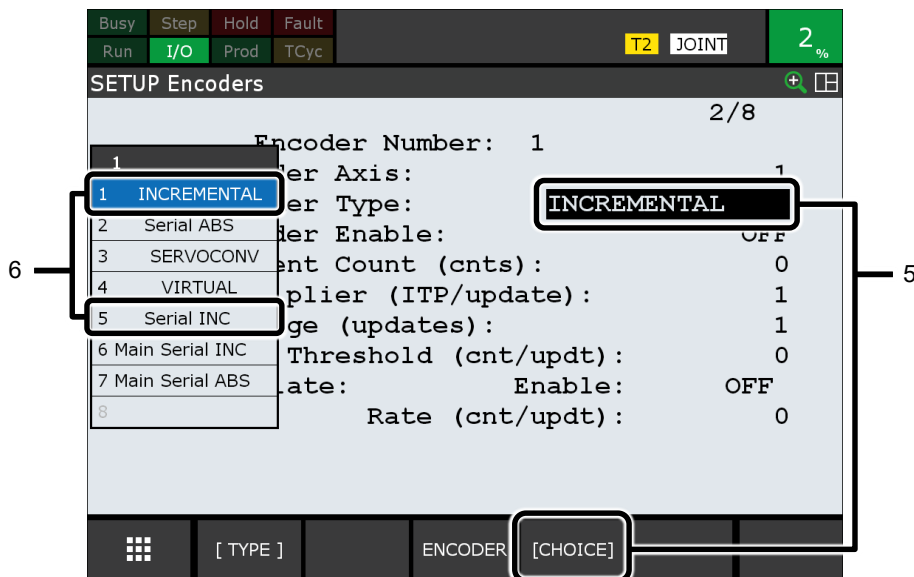 Busy Step Hold Fault
Run I/O Prod TCyc T2 JOINT 2%
SETUP Encoders
2/8
Encoder Number: 1
1
er Axis: 1
1 INCREMENTAL
er Type: INCREMENTAL
2 Serial ABS
der Enable: OFF
3 SERVOCONV
ent Count (cnts): 0
4 VIRTUAL
plier (ITP/update): 1
5 Serial INC
ge (updates): 1
6 Main Serial INC
Threshold (cnt/updt): 0
7 Main Serial ABS
late: Enable: OFF
8
Rate (cnt/updt): 0
6
5
[ TYPE ] ENCODER [CHOICE]